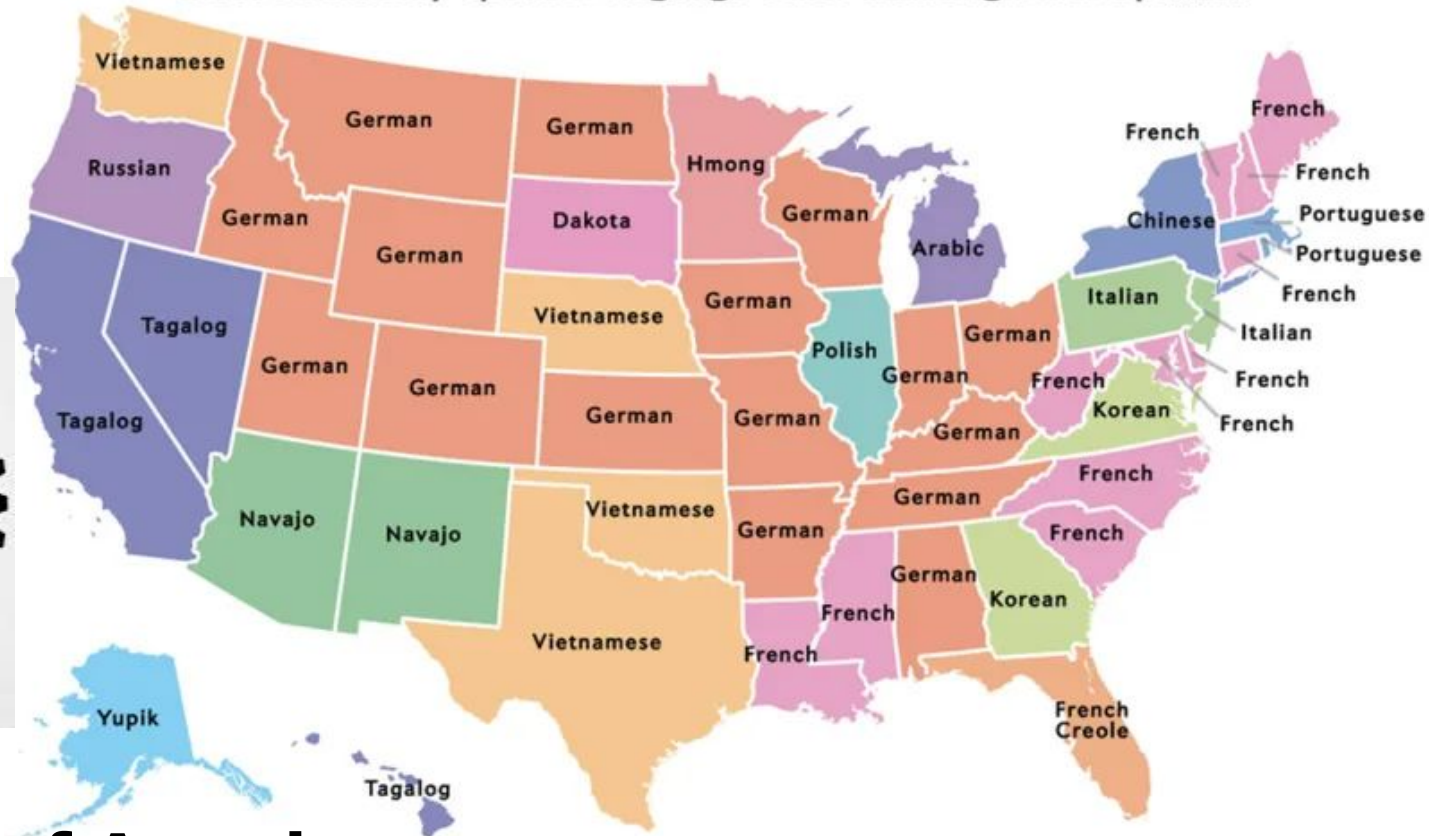 Vietnamese
German
German
Hmong
French
French
Russian
German
Dakota
German
French
German
Chinese
Portuguese
Arabic
Portuguese
Tagalog
Vietnamese
German
Italian
French
Italian
German
German
Polish
German
German
French
French
Tagalog
German
German
German
Korean
French
French
Navajo
Navajo
Vietnamese
German
German
French
German
Korean
French
Vietnamese
French
French
Yupik
Tagalog
French
Creole